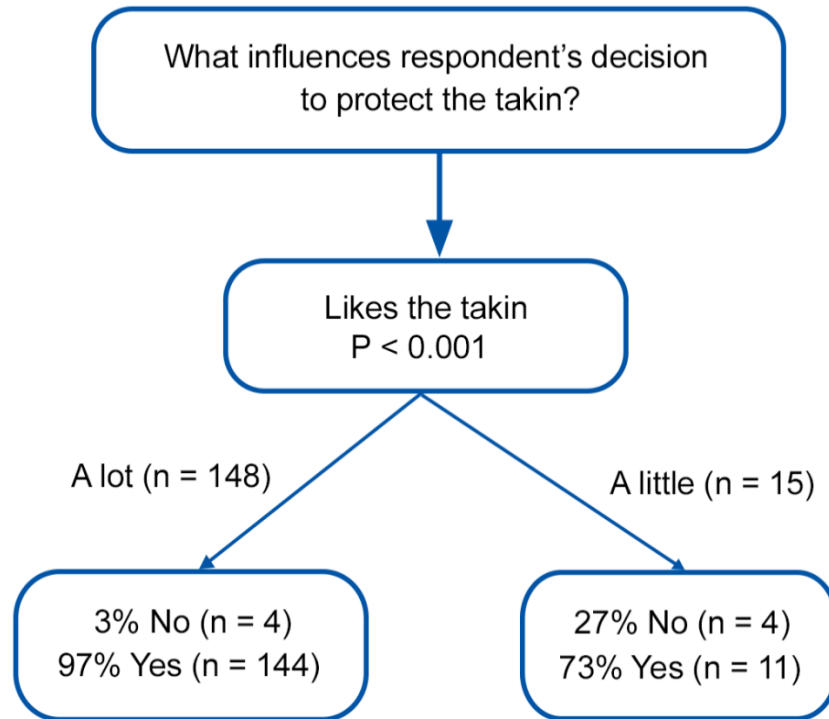 What influences respondent’s decision
to protect the takin?
Likes the takin
P < 0.001
A lot (n = 148)
A little (n = 15)
3% No (n = 4)
97% Yes (n = 144)
27% No (n = 4)
73% Yes (n = 11)